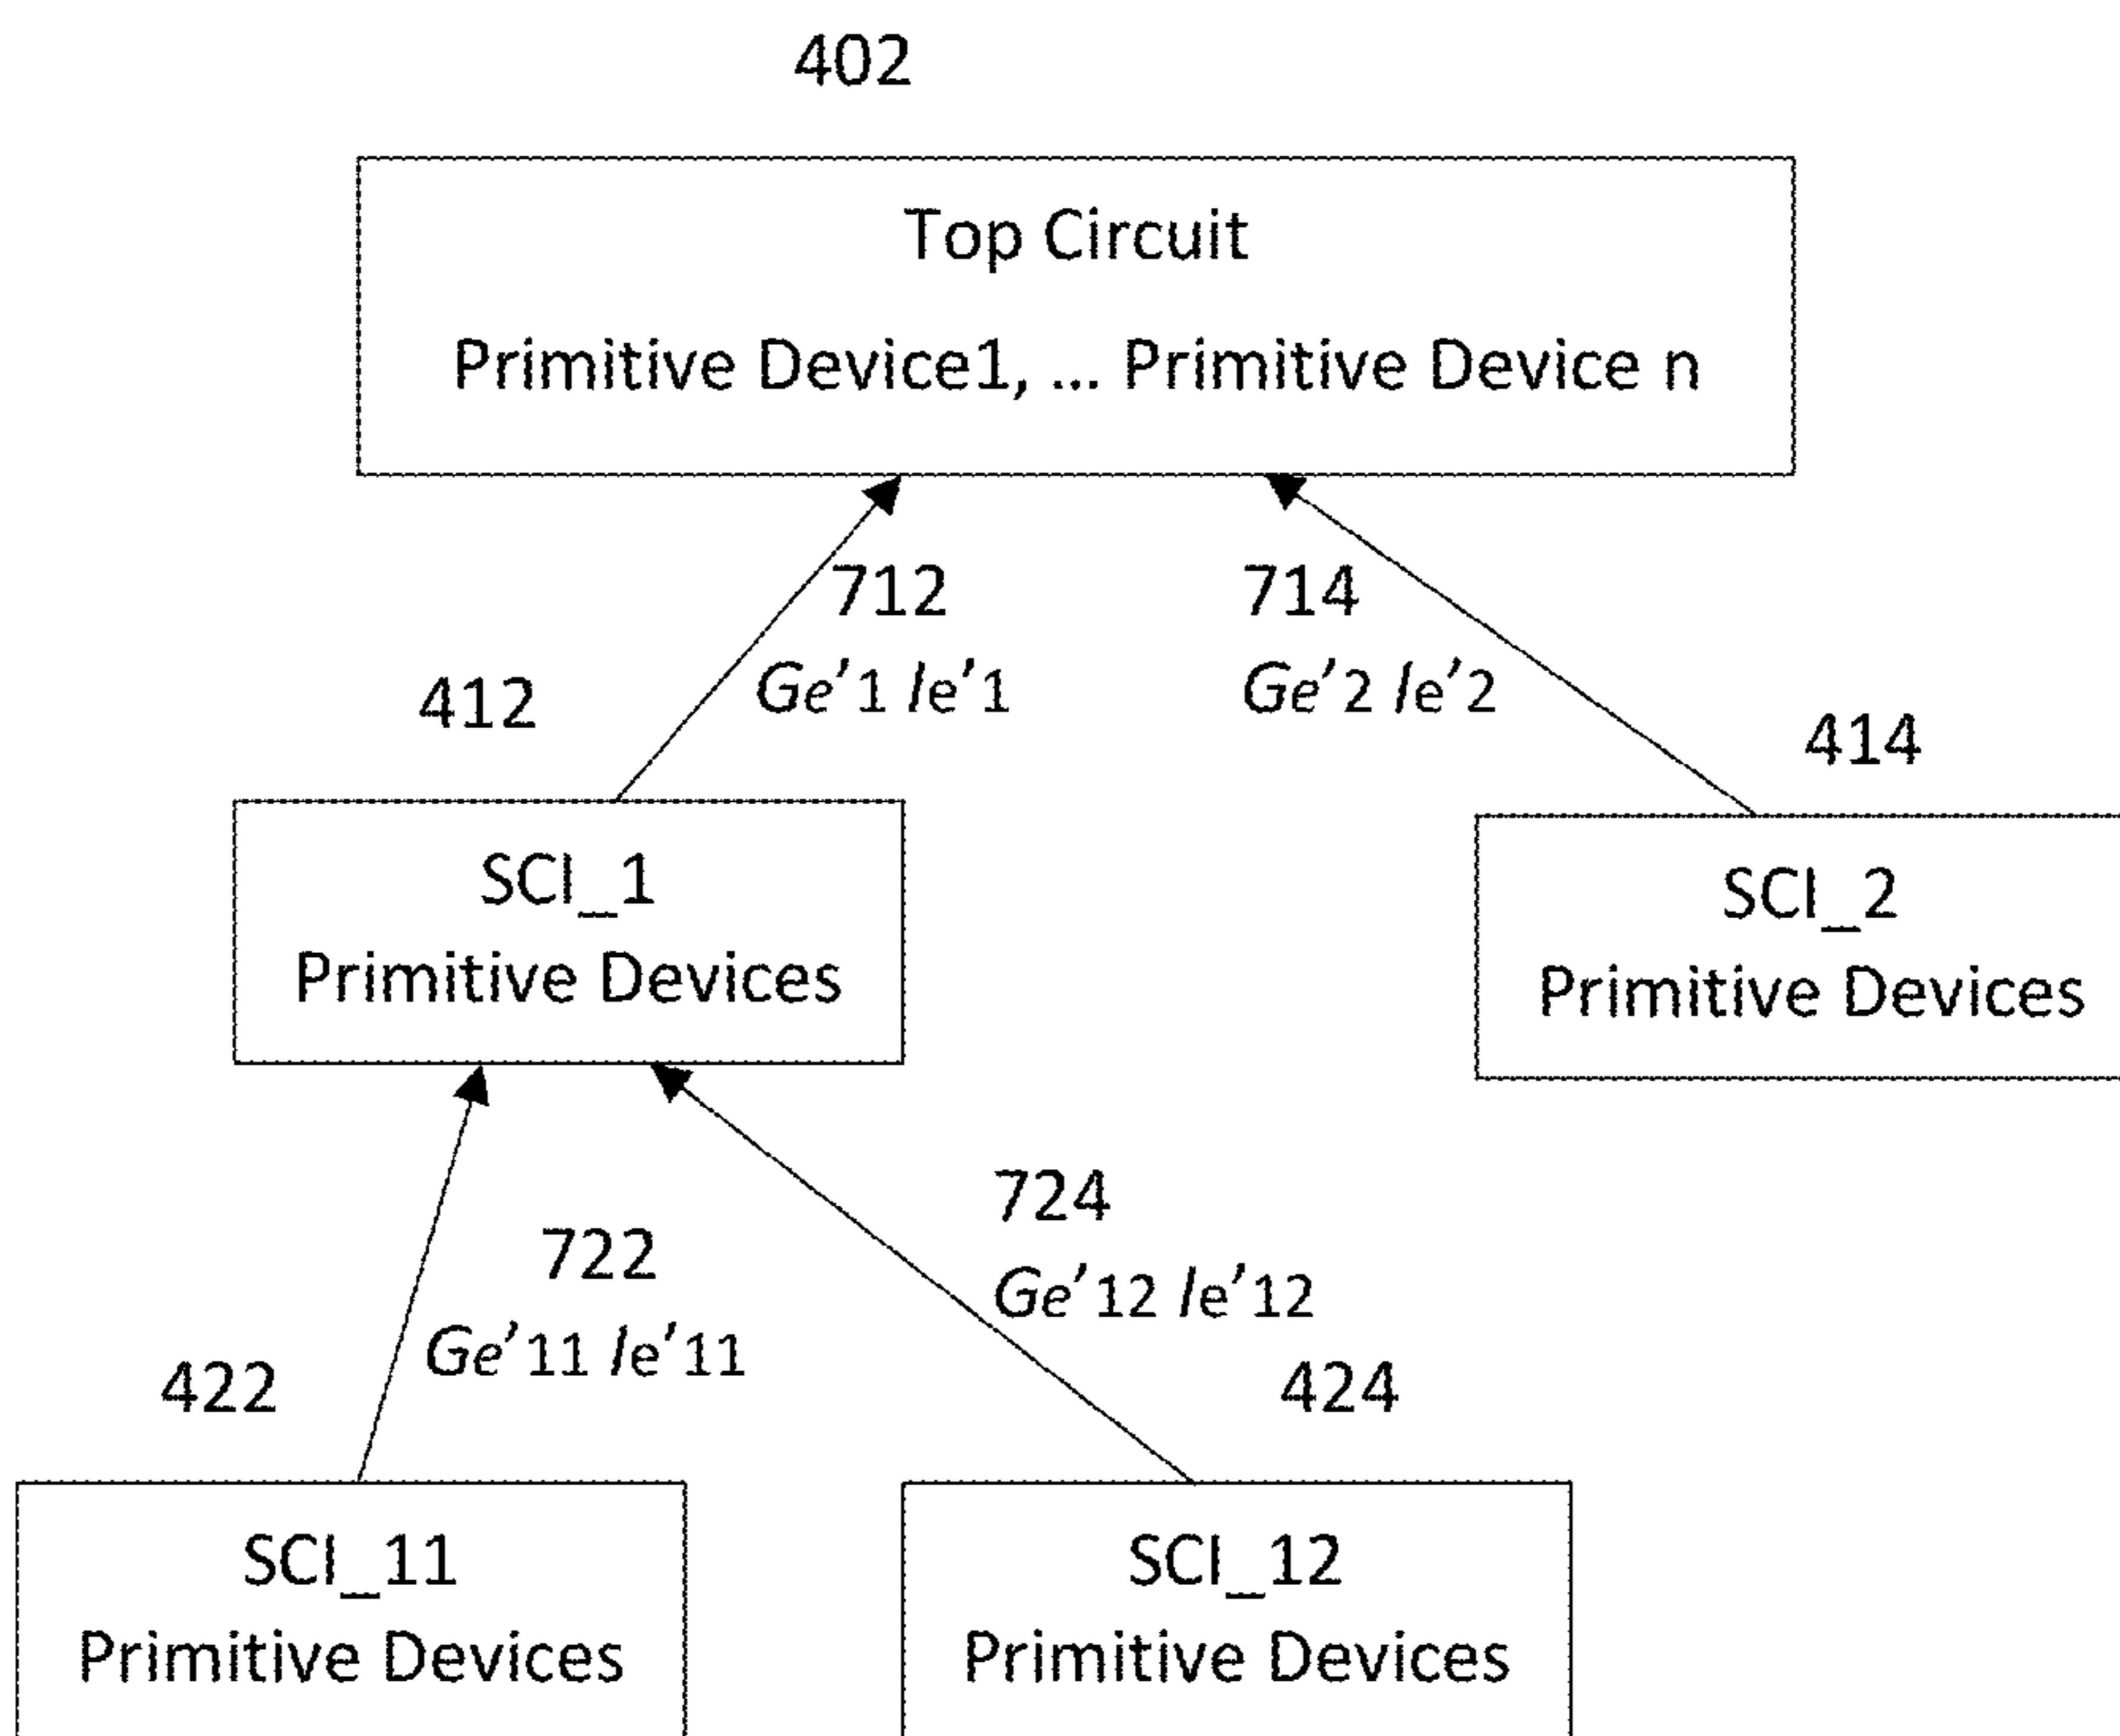 402
Top Circuit
Primitive Device1, ... Primitive Device n
712
714
Ge'1 Ie'1
Ge'2 Ie'2
412
414
SCI_1
Primitive Devices
SCI_2
Primitive Devices
724
722
Ge'12 Ie'12
Ge'11 Ie'11
422
424
SCI_11
Primitive Devices
SCI_12
Primitive Devices